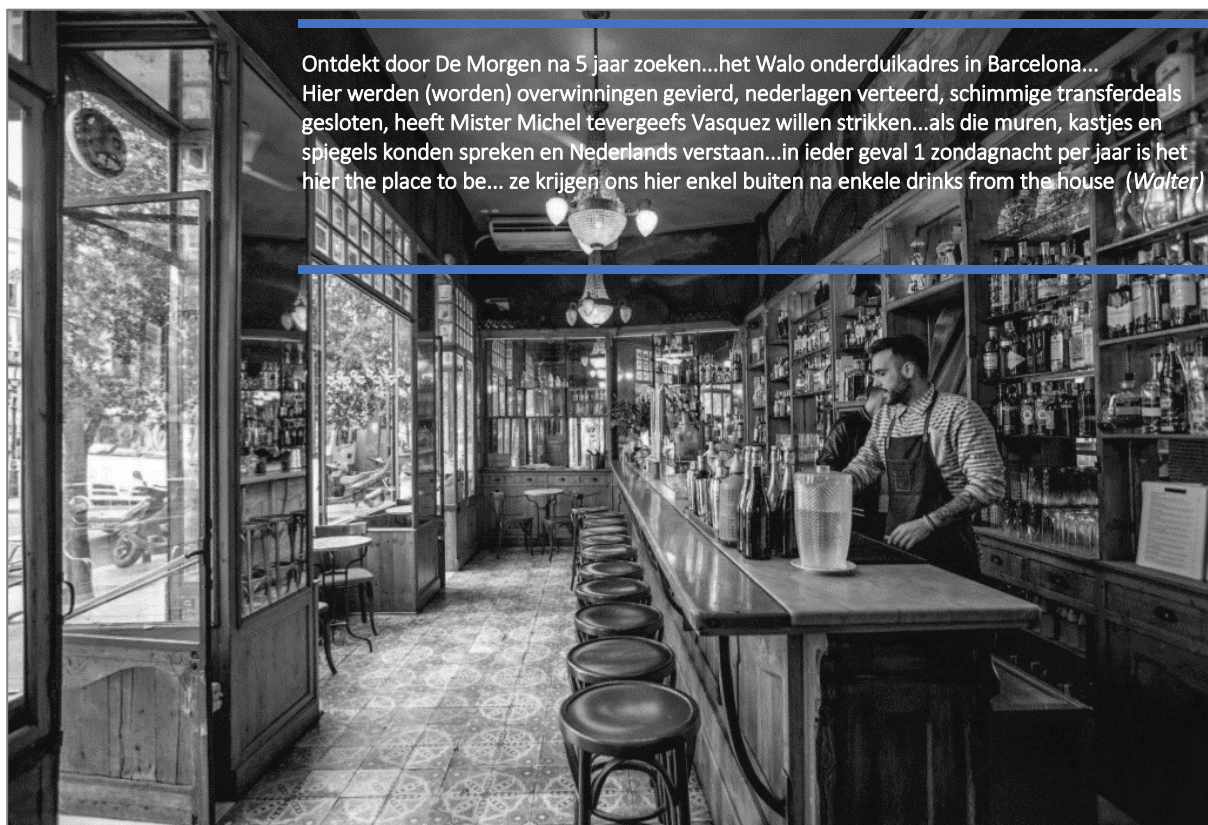 Ontdekt door De Morgen na 5 jaar zoeken...het Walo onderduikadres in Barcelona...
Hier werden (worden) overwinningen gevierd, nederlagen verteerd, schimmige transferdeals
gesloten, heeft Mister Michel tevergeefs Vasquez willen strikken...als die muren, kastjes en
spiegels konden spreken en Nederlands verstaan...in ieder geval 1 zondagnacht per jaar is het
hier the place to be... ze krijgen ons hier enkel buiten na enkele drinks from the house  (Walter)